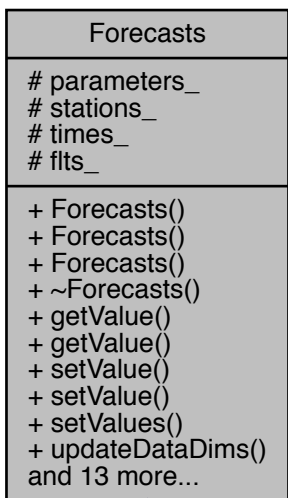 Forecasts
# parameters_
# stations_
# times_
# flts_
+ Forecasts()
+ Forecasts()
+ Forecasts()
+ ~Forecasts()
+ getValue()
+ getValue()
+ setValue()
+ setValue()
+ setValues()
+ updateDataDims()
and 13 more...